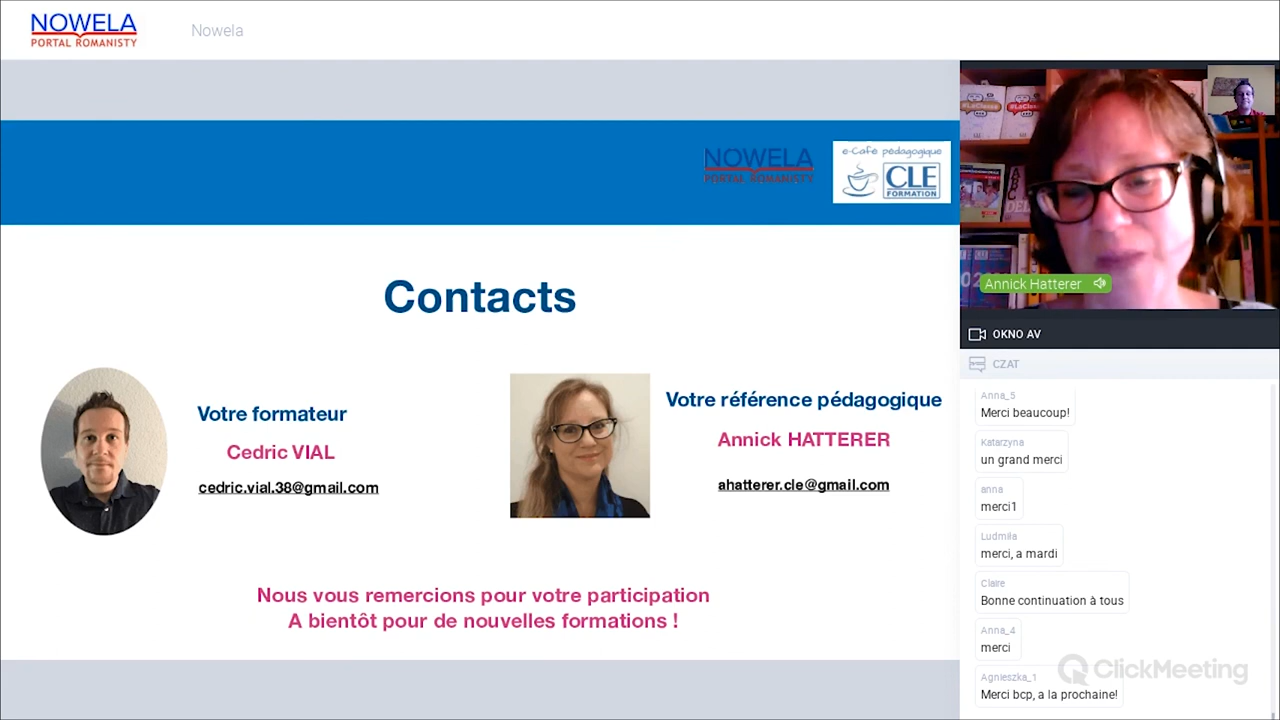 NOWELA
PORTAL ROMANISTY
Nowela
NOWELA
PORTAL ROMANISTY
e-Café pédagogique
CLE
FORMATION
Contacts
Votre formateur
Cedric VIAL
cedric.vial.38@gmail.com
Votre référence pédagogique
Annick HATTERER
ahatterer.cle@gmail.com
Nous vous remercions pour votre participation
A bientôt pour de nouvelles formations !
#LaClasse
Annick Hatterer
OKNO AV
CZAT
Anna_5
Merci beaucoup!
Katarzyna
un grand merci
anna
merci1
Ludmiła
merci, a mardi
Claire
Bonne continuation à tous
Anna_4
merci
Agnieszka_1
Merci bcp, a la prochaine!
ClickMeeting